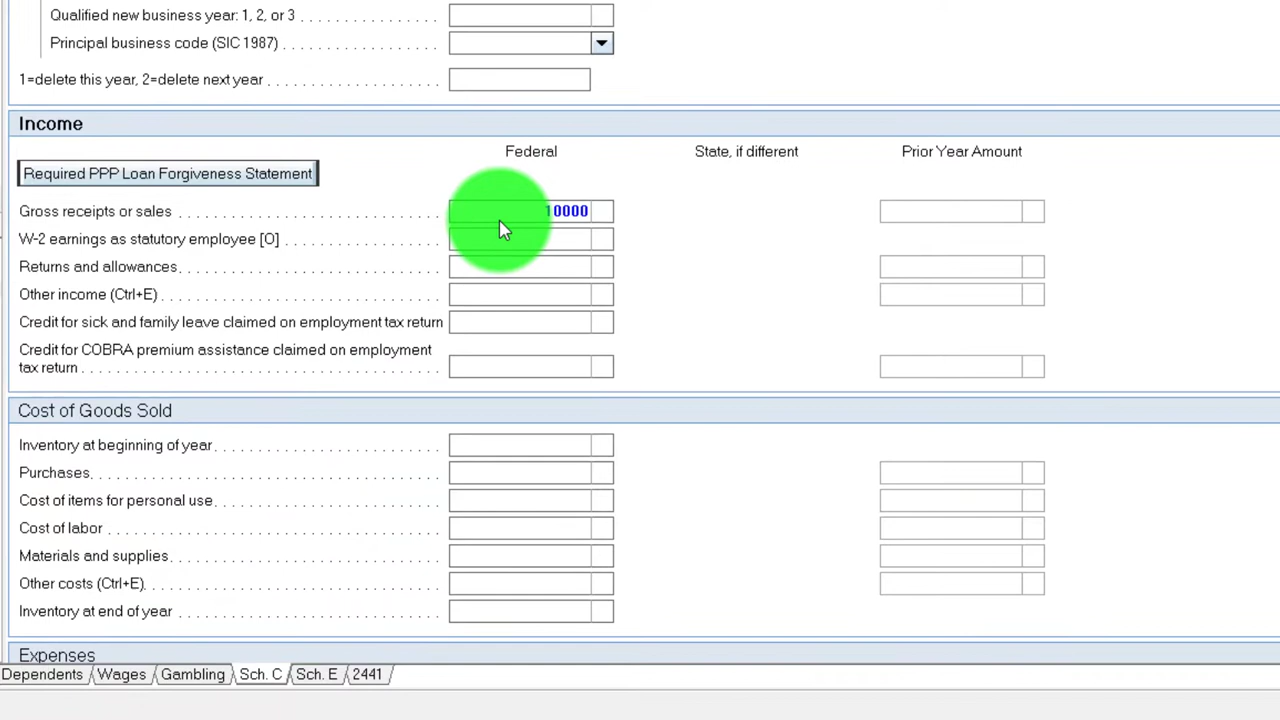 Qualified new business year: 1, 2, or 3
Principal business code (SIC 1987)
1=delete this year, 2=delete next year
Income
Federal State, if different Prior Year Amount
Required PPP Loan Forgiveness Statement
Gross receipts or sales 10000
W-2 earnings as statutory employee [O]
Returns and allowances
Other income (Ctrl+E)
Credit for sick and family leave claimed on employment tax return
Credit for COBRA premium assistance claimed on employment
tax return
Cost of Goods Sold
Inventory at beginning of year
Purchases
Cost of items for personal use
Cost of labor
Materials and supplies
Other costs (Ctrl+E)
Inventory at end of year
Expenses
Dependents Wages Gambling Sch. C Sch. E 2441